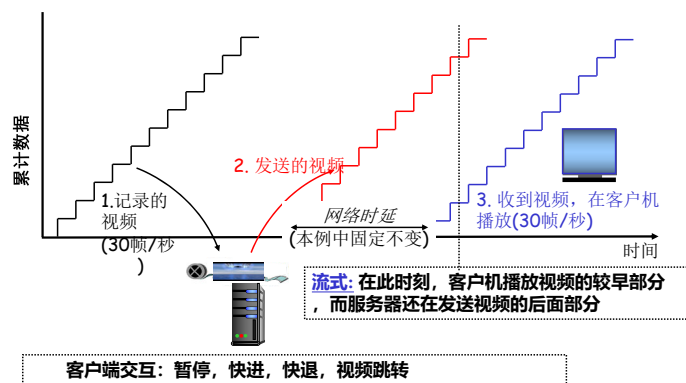 累计数据
1.记录的
视频
(30帧/秒
)
2. 发送的视频
网络时延
(本例中固定不变)
3. 收到视频，在客户机
播放(30帧/秒)
时间
流式: 在此时刻，客户机播放视频的较早部分
，而服务器还在发送视频的后面部分
客户端交互：暂停，快进，快退，视频跳转